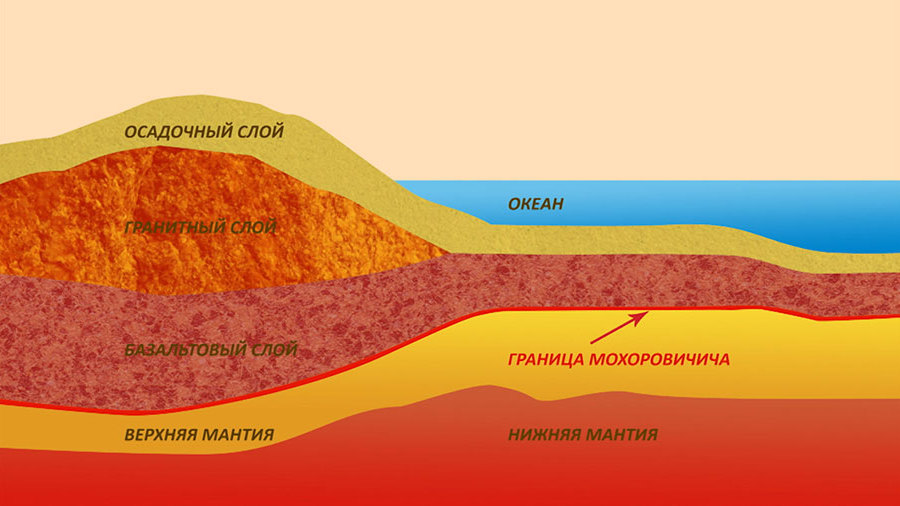 ОСАДОЧНЫЙ СЛОЙ
ОКЕАН
ГРАНИТНЫЙ СЛОЙ
БАЗАЛЬТОВЫЙ СЛОЙ
ГРАНИЦА МОХОРОВИЧИЧА
ВЕРХНЯЯ МАНТИЯ
НИЖНЯЯ МАНТИЯ